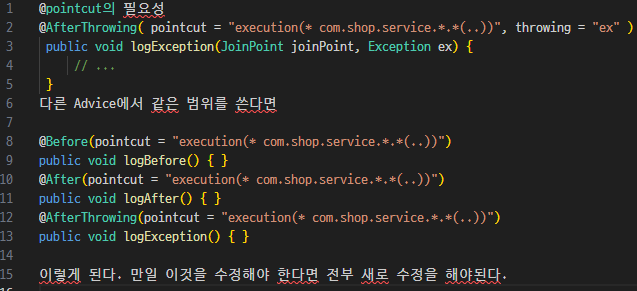 1 @pointcut의 필요성
2 @AfterThrowing( pointcut = "execution(* com.shop.service.*.*(..))", throwing = "ex" )
3 public void logException(JoinPoint joinPoint, Exception ex) {
4 // ...
5 }
6 다른 Advice에서 같은 범위를 쓴다면
7
8 @Before(pointcut = "execution(* com.shop.service.*.*(..))")
9 public void logBefore() { }
10 @After(pointcut = "execution(* com.shop.service.*.*(..))")
11 public void logAfter() { }
12 @AfterThrowing(pointcut = "execution(* com.shop.service.*.*(..))")
13 public void logException() { }
14
15 이렇게 된다. 만일 이것을 수정해야 한다면 전부 새로 수정을 해야된다.